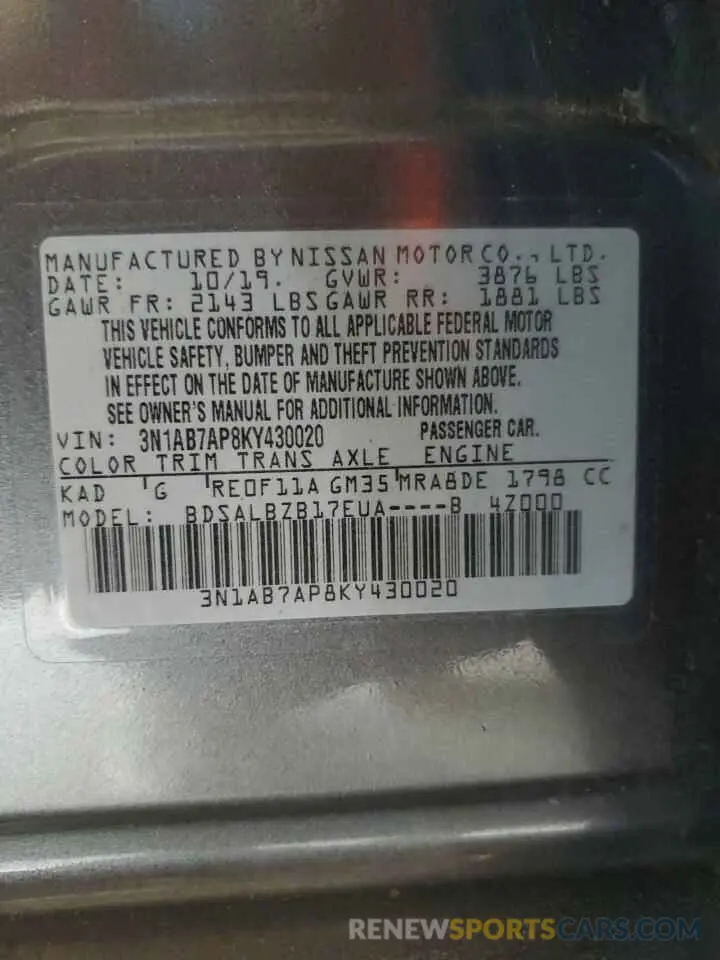 MANUFACTURED BY NISSAN MOTOR CO., LTD.
DATE: 10/19. GVWR: 3876 LBS
GAWR FR: 2143 LBS GAWR RR: 1881 LBS
THIS VEHICLE CONFORMS TO ALL APPLICABLE FEDERAL MOTOR
VEHICLE SAFETY, BUMPER AND THEFT PREVENTION STANDARDS
IN EFFECT ON THE DATE OF MANUFACTURE SHOWN ABOVE.
SEE OWNER'S MANUAL FOR ADDITIONAL INFORMATION.
VIN: 3N1AB7AP8KY430020 PASSENGER CAR.
COLOR TRIM TRANS AXLE ENGINE
KAD G RE0F11A GM35 MRA8DE 1798 CC
MODEL: BDSALBZB17EUA----B 4Z000
3N1AB7AP8KY430020
RENEWSPORTSCARS.COM